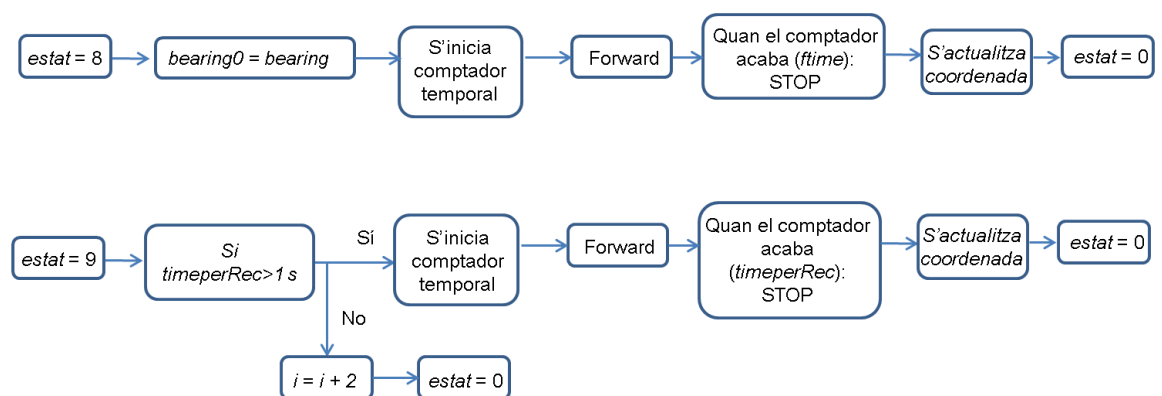 estat = 8
bearing0 = bearing
S'inicia
comptador
temporal
Forward
Quan el comptador
acaba (ftime):
STOP
S'actualitza
coordenada
estat = 0
estat = 9
Si
timeperRec>1 s
Sí
No
S'inicia
comptador
temporal
Forward
Quan el comptador
acaba
(timeperRec):
STOP
S'actualitza
coordenada
estat = 0
i = i + 2
estat = 0